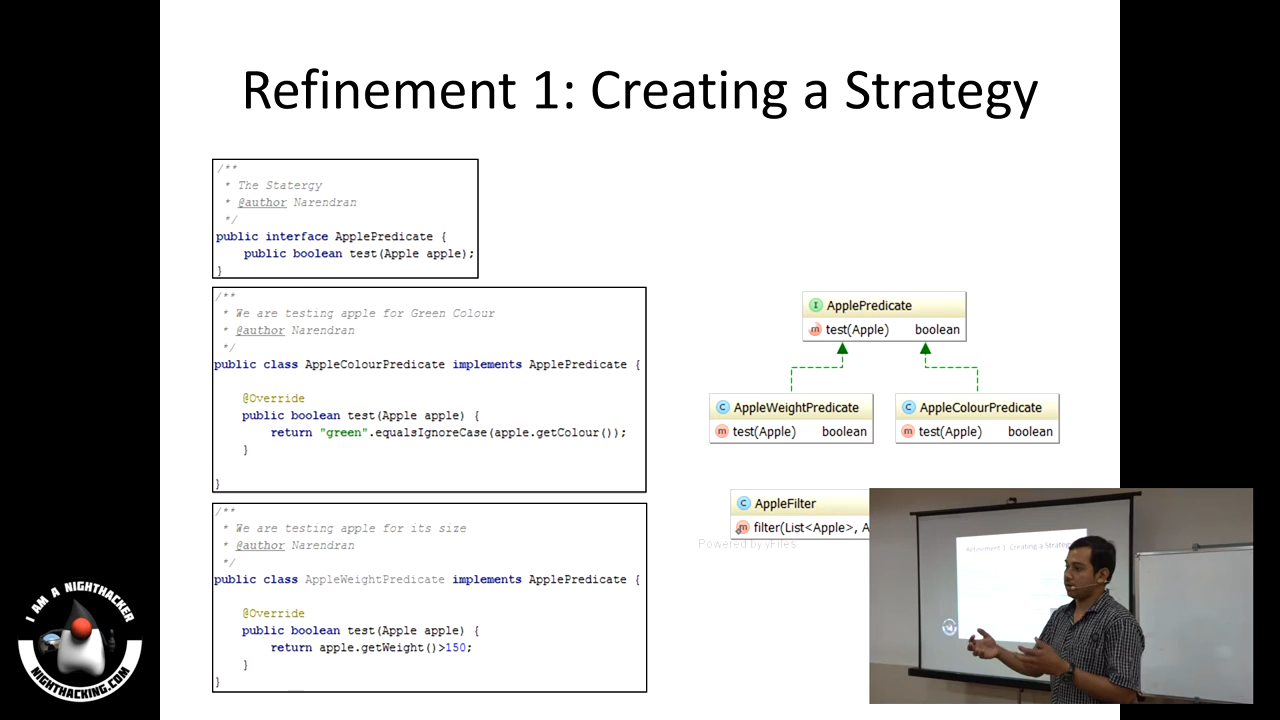 Refinement 1: Creating a Strategy
/**
* The Statergy
* @author Narendran
*/
public interface ApplePredicate {
public boolean test(Apple apple);
}
/**
* We are testing apple for Green Colour
* @author Narendran
*/
public class AppleColourPredicate implements ApplePredicate {
@Override
public boolean test(Apple apple) {
return "green".equalsIgnoreCase(apple.getColour());
}
}
/**
* We are testing apple for its size
* @author Narendran
*/
public class AppleWeightPredicate implements ApplePredicate {
@Override
public boolean test(Apple apple) {
return apple.getWeight()>150;
}
}
I ApplePredicate
m test(Apple) boolean
C AppleWeightPredicate
m test(Apple) boolean
C AppleColourPredicate
m test(Apple) boolean
C AppleFilter
m filter(List<Apple>, A
Powered by yFiles
Refinement 1: Creating a Strategy
I AM A NIGHTHACKER
NIGHTHACKING.COM